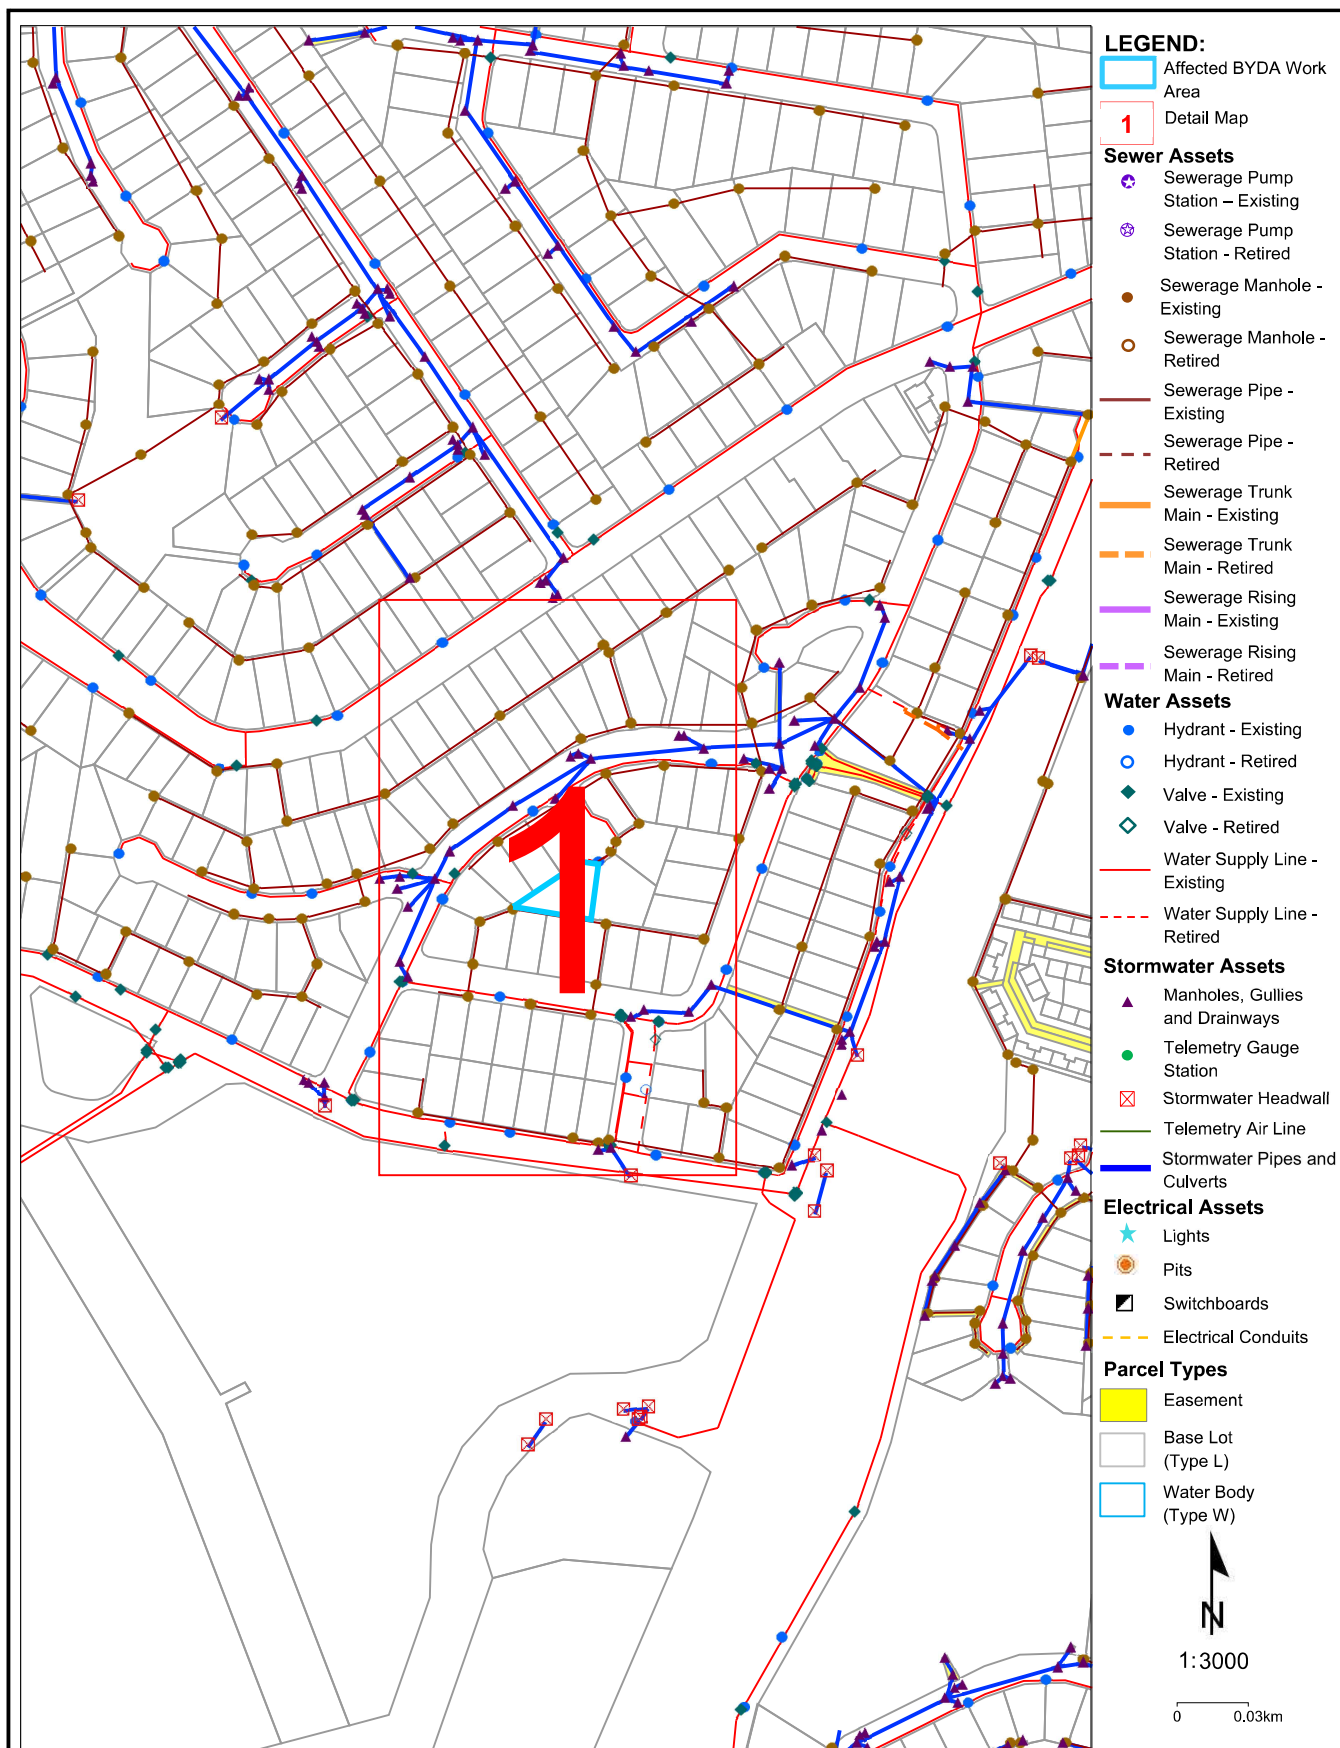 LEGEND:
Affected BYDA Work
Area
1
Detail Map
Sewer Assets
Sewerage Pump
Station – Existing
Sewerage Pump
Station - Retired
Sewerage Manhole -
Existing
Sewerage Manhole -
Retired
Sewerage Pipe -
Existing
Sewerage Pipe -
Retired
Sewerage Trunk
Main - Existing
Sewerage Trunk
Main - Retired
Sewerage Rising
Main - Existing
Sewerage Rising
Main - Retired
Water Assets
Hydrant - Existing
Hydrant - Retired
Valve - Existing
Valve - Retired
Water Supply Line -
Existing
Water Supply Line -
Retired
Stormwater Assets
Manholes, Gullies
and Drainways
Telemetry Gauge
Station
Stormwater Headwall
Telemetry Air Line
Stormwater Pipes and
Culverts
Electrical Assets
Lights
Pits
Switchboards
Electrical Conduits
Parcel Types
Easement
Base Lot
(Type L)
Water Body
(Type W)
N
1:3000
0 0.03km
1